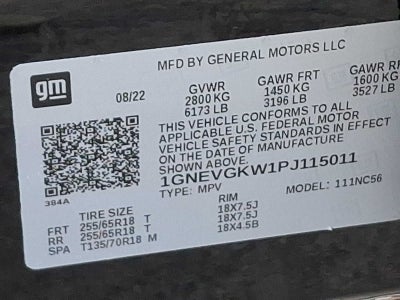 MFD BY GENERAL MOTORS LLC
gm
08/22 GVWR GAWR FRT GAWR RR
2800 KG 1450 KG 1600 KG
6173 LB 3196 LB 3527 LB
THIS VEHICLE CONFORMS TO ALL
APPLICABLE U.S. FEDERAL MOTOR
VEHICLE SAFETY STANDARDS IN EFFECT
ON THE DATE OF MANUFACTURE
SHOWN ABOVE.
1GNEVGKW1PJ115011
TYPE: MPV MODEL: 111NC56
384A
TIRE SIZE RIM
FRT 255/65R18 T 18X7.5J
RR 255/65R18 T 18X7.5J
SPA T135/70R18 M 18X4.5B